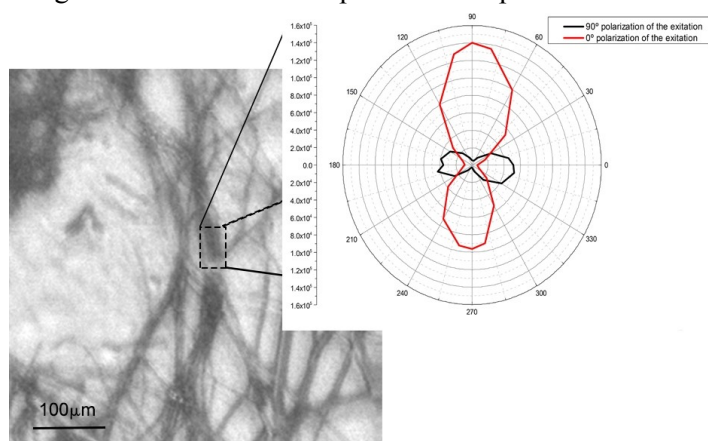 90
90º polarization of the exitation
0º polarization of the exitation
1.6x10⁵
1.4x10⁵
1.2x10⁵
1.0x10⁵
8.0x10⁴
6.0x10⁴
4.0x10⁴
2.0x10⁴
0.0
2.0x10⁴
4.0x10⁴
6.0x10⁴
8.0x10⁴
1.0x10⁵
1.2x10⁵
1.4x10⁵
1.6x10⁵
120
60
150
30
180
0
210
330
240
300
270
100μm